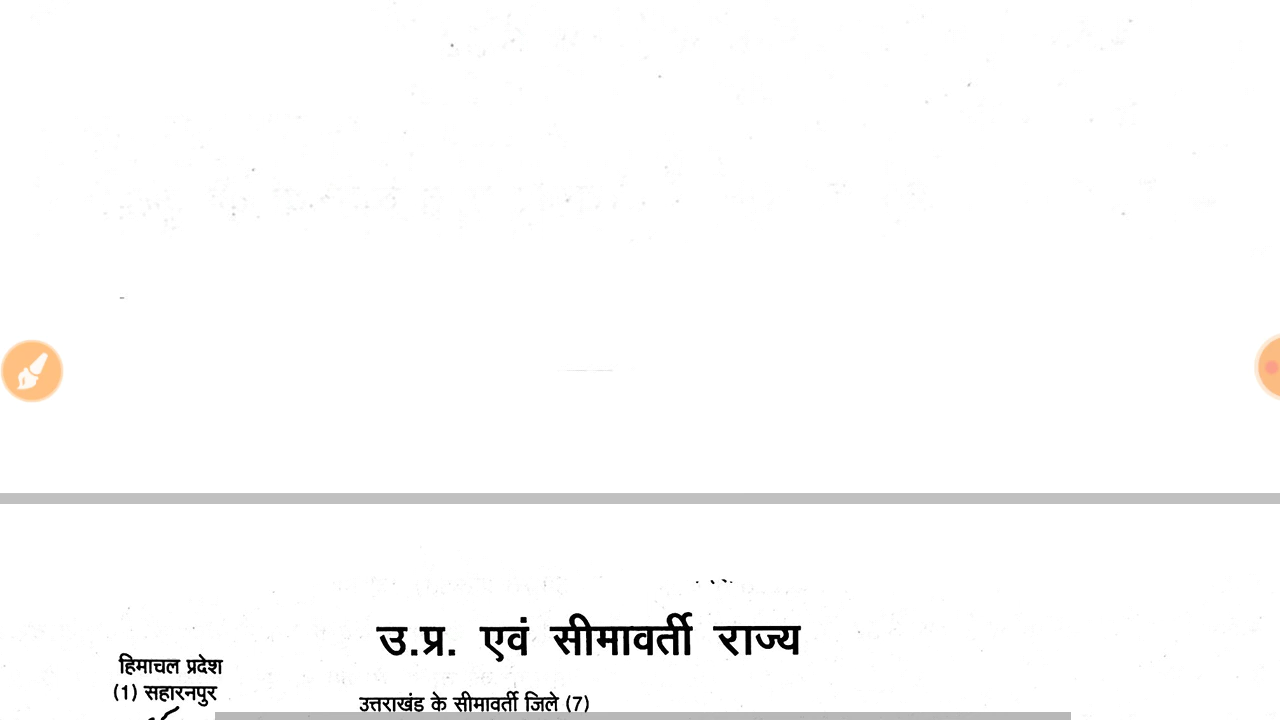 उ.प्र. एवं सीमावर्ती राज्य
हिमाचल प्रदेश
(1) सहारनपुर
उत्तराखंड के सीमावर्ती जिले (7)